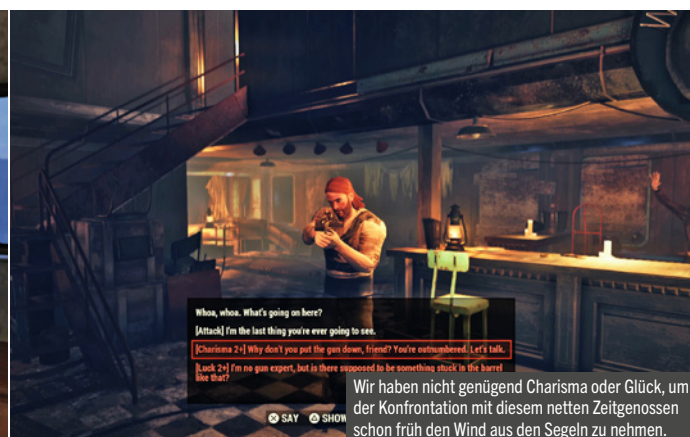 Whoa, whoa. What's going on here?
[Attack] I'm the last thing you're ever going to see.
[Charisma 2+] Why don't you put the gun down, friend? You're outnumbered. Let's talk.
[Luck 2+] I'm no gun expert, but is there supposed to be something stuck in the barrel
like that?
SAY
SHOW
Wir haben nicht genügend Charisma oder Glück, um
der Konfrontation mit diesem netten Zeitgenossen
schon früh den Wind aus den Segeln zu nehmen.